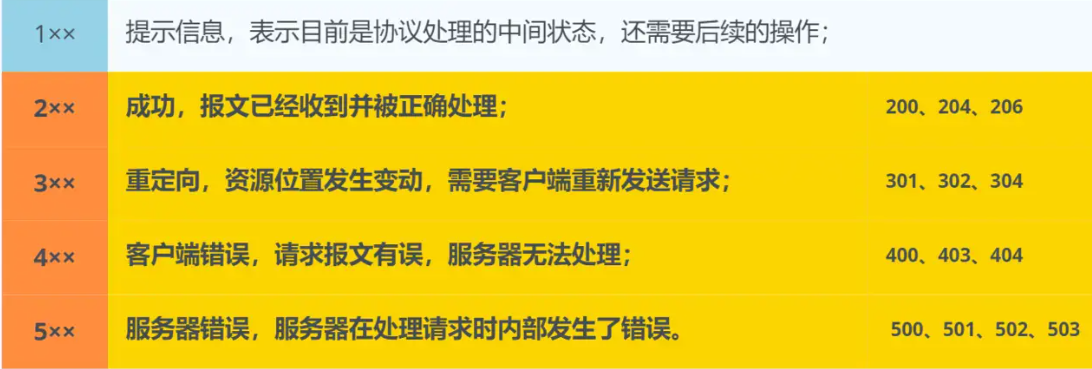 1×× 提示信息，表示目前是协议处理的中间状态，还需要后续的操作；
2×× 成功，报文已经收到并被正确处理； 200、204、206
3×× 重定向，资源位置发生变动，需要客户端重新发送请求； 301、302、304
4×× 客户端错误，请求报文有误，服务器无法处理； 400、403、404
5×× 服务器错误，服务器在处理请求时内部发生了错误。 500、501、502、503